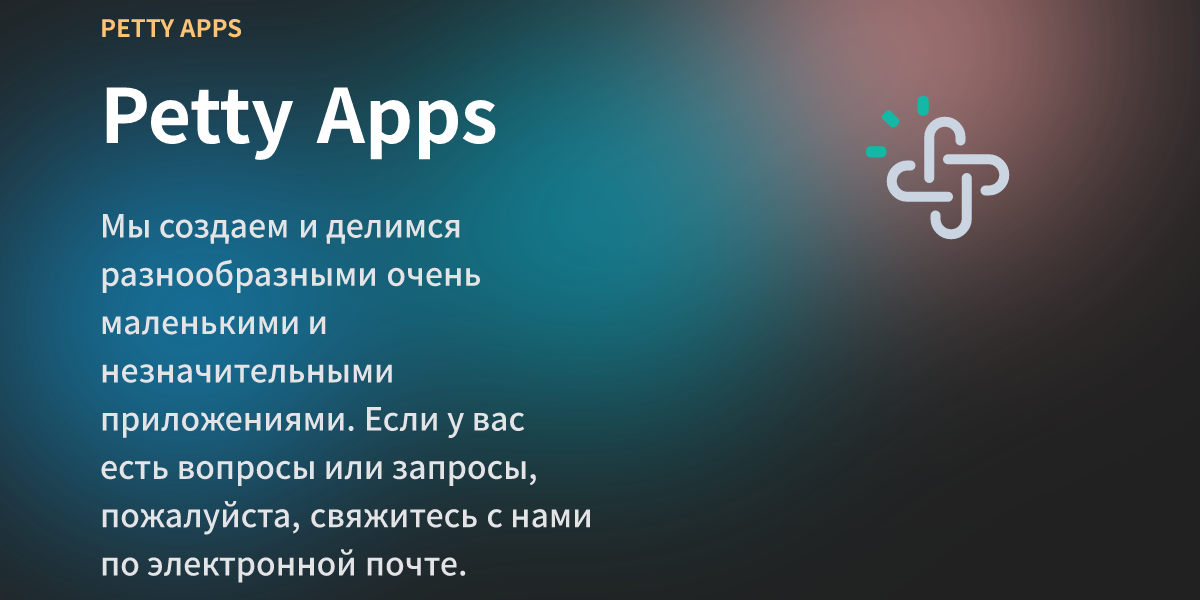 PETTY APPS
Petty Apps
Мы создаем и делимся
разнообразными очень
маленькими и
незначительными
приложениями. Если у вас
есть вопросы или запросы,
пожалуйста, свяжитесь с нами
по электронной почте.